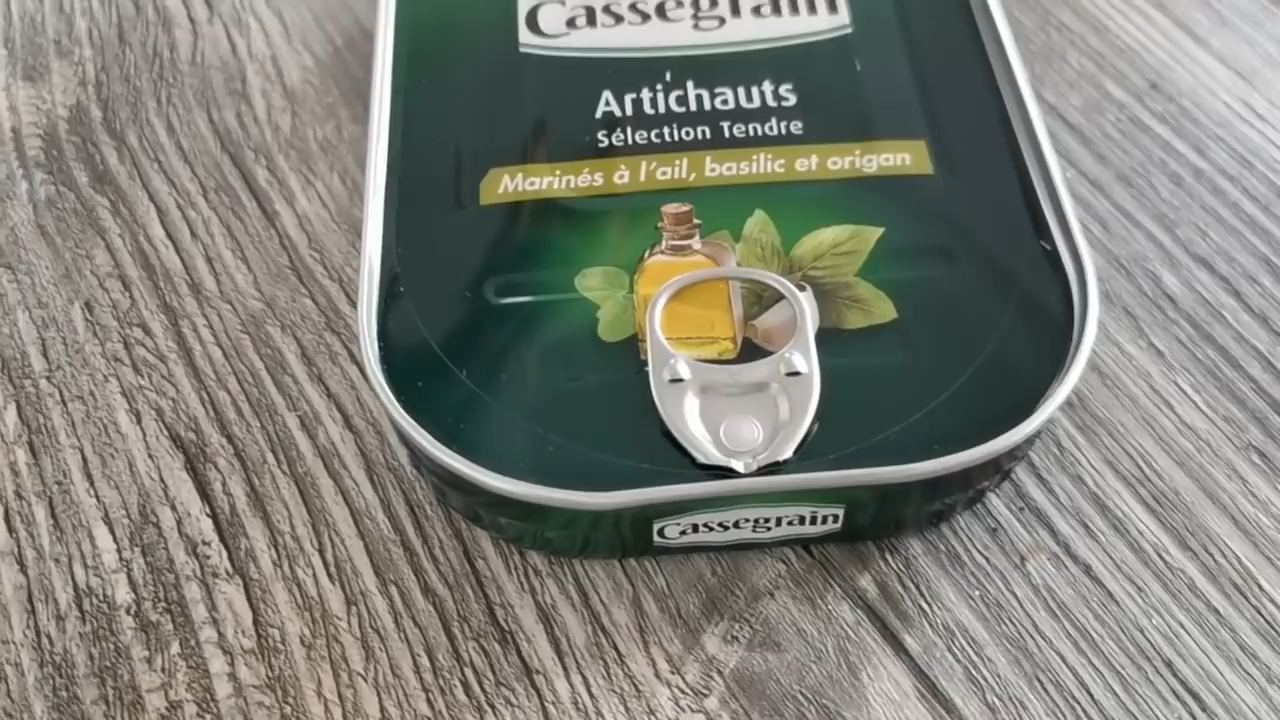 Cassegrain
Artichauts
Sélection Tendre
Marinés à l'ail, basilic et origan
Cassegrain